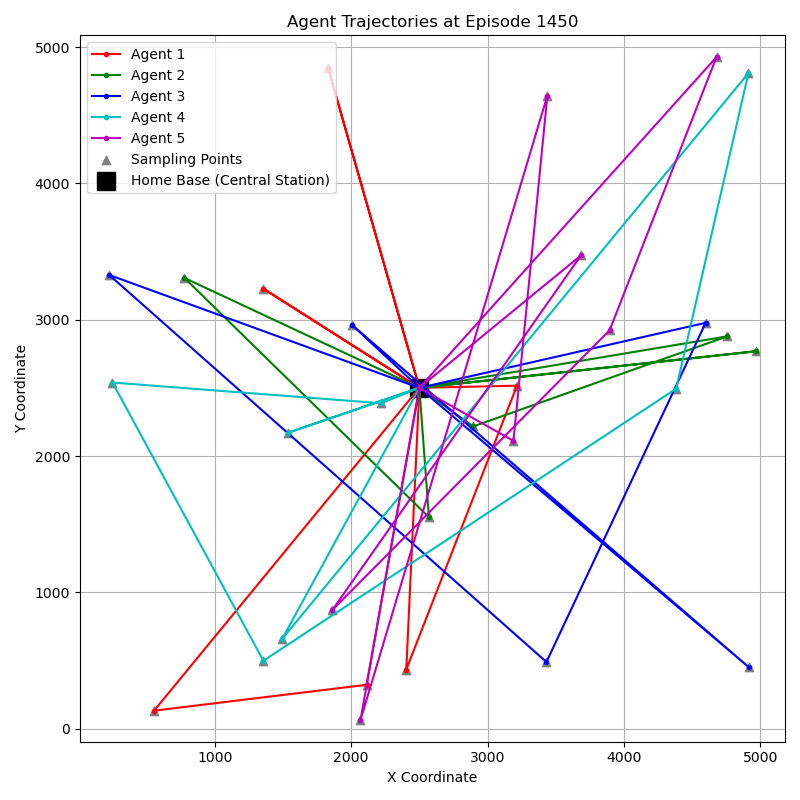 Agent Trajectories at Episode 1450
Agent 1
Agent 2
Agent 3
Agent 4
Agent 5
Sampling Points
Home Base (Central Station)
5000
4000
3000
2000
1000
0
Y Coordinate
1000
2000
3000
4000
5000
X Coordinate